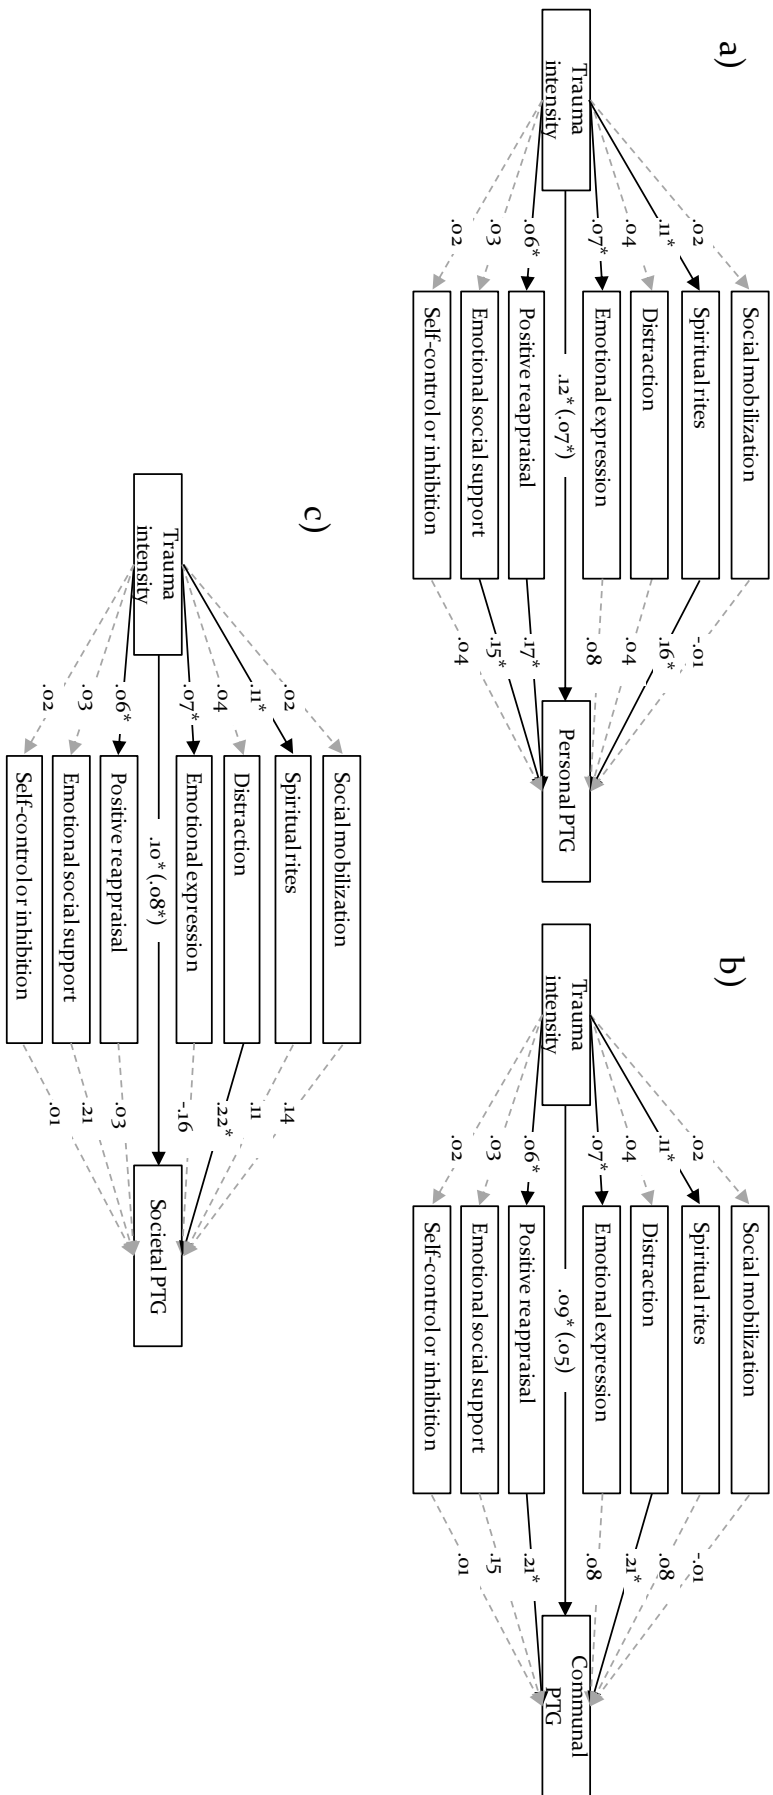 a)
Trauma
intensity
.02
.11*
.04
.07*
.06*
.03
.02
Social mobilization
Spiritual rites
Distraction
Emotional expression
.12* (.07*)
Positive reappraisal
Emotional social support
Self-control or inhibition
-.01
.16*
.04
.08
.17*
.15*
.04
Personal PTG
b)
Trauma
intensity
.02
.11*
.04
.07*
.06*
.03
.02
Social mobilization
Spiritual rites
Distraction
Emotional expression
.09* (.05)
Positive reappraisal
Emotional social support
Self-control or inhibition
-.01
.08
.21*
.08
.21*
.15
.01
Communal
PTG
c)
Trauma
intensity
.02
.11*
.04
.07*
.06*
.03
.02
Social mobilization
Spiritual rites
Distraction
Emotional expression
.10* (.08*)
Positive reappraisal
Emotional social support
Self-control or inhibition
.14
.11
.22*
-.16
.03
.21
.01
Societal PTG